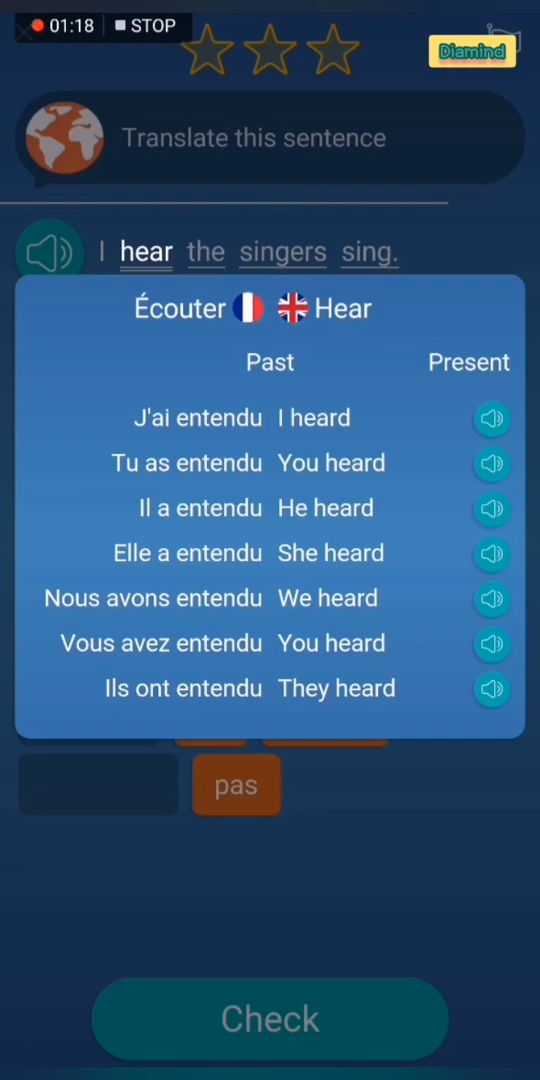 01:18 STOP
Diamind
Translate this sentence
I hear the singers sing.
Écouter Hear
Past Present
J'ai entendu I heard
Tu as entendu You heard
Il a entendu He heard
Elle a entendu She heard
Nous avons entendu We heard
Vous avez entendu You heard
Ils ont entendu They heard
pas
Check